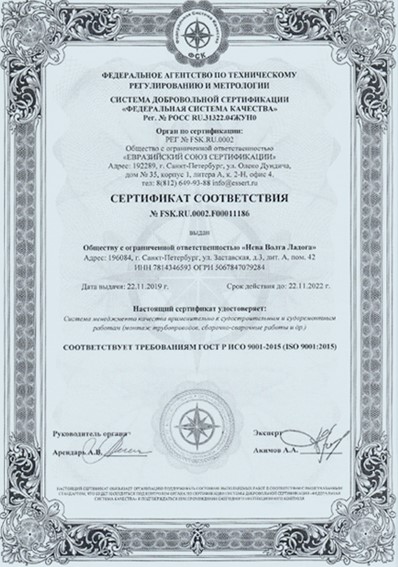 ФСК
ФЕДЕРАЛЬНОЕ АГЕНТСТВО ПО ТЕХНИЧЕСКОМУ
РЕГУЛИРОВАНИЮ И МЕТРОЛОГИИ
СИСТЕМА ДОБРОВОЛЬНОЙ СЕРТИФИКАЦИИ
«ФЕДЕРАЛЬНАЯ СИСТЕМА КАЧЕСТВА»
Рег. № РОСС RU.31322.04ЖУП0
Орган по сертификации:
РЕГ № FSK.RU.0002
Общество с ограниченной ответственностью
«ЕВРАЗИЙСКИЙ СОЮЗ СЕРТИФИКАЦИИ»
Адрес: 192289, г. Санкт-Петербург, ул. Олеко Дундича,
дом № 35, корпус 1, литера А, к. 2-Н, офис 4.
тел: 8(812) 649-93-88 info@essert.ru
СЕРТИФИКАТ СООТВЕТСТВИЯ
№ FSK.RU.0002.F00011186
выдан
Обществу с ограниченной ответственностью «Нева Волга Ладога»
Адрес: 196084, г. Санкт-Петербург, ул. Заставская, д.3, лит. А, пом. 42
ИНН 7814346593 ОГРН 5067847079284
Дата выдачи: 22.11.2019 Срок действия до: 22.11.2022 г.
Настоящий сертификат удостоверяет:
Система менеджмента качества применительно к судостроительным и судоремонтным
работам (монтаж трубопроводов, сборочно-сварочные работы и др.)
СООТВЕТСТВУЕТ ТРЕБОВАНИЯМ ГОСТ Р ИСО 9001-2015 (ISO 9001:2015)
Руководитель органа Эксперт
Арендарь А.В. Акимов А.А.